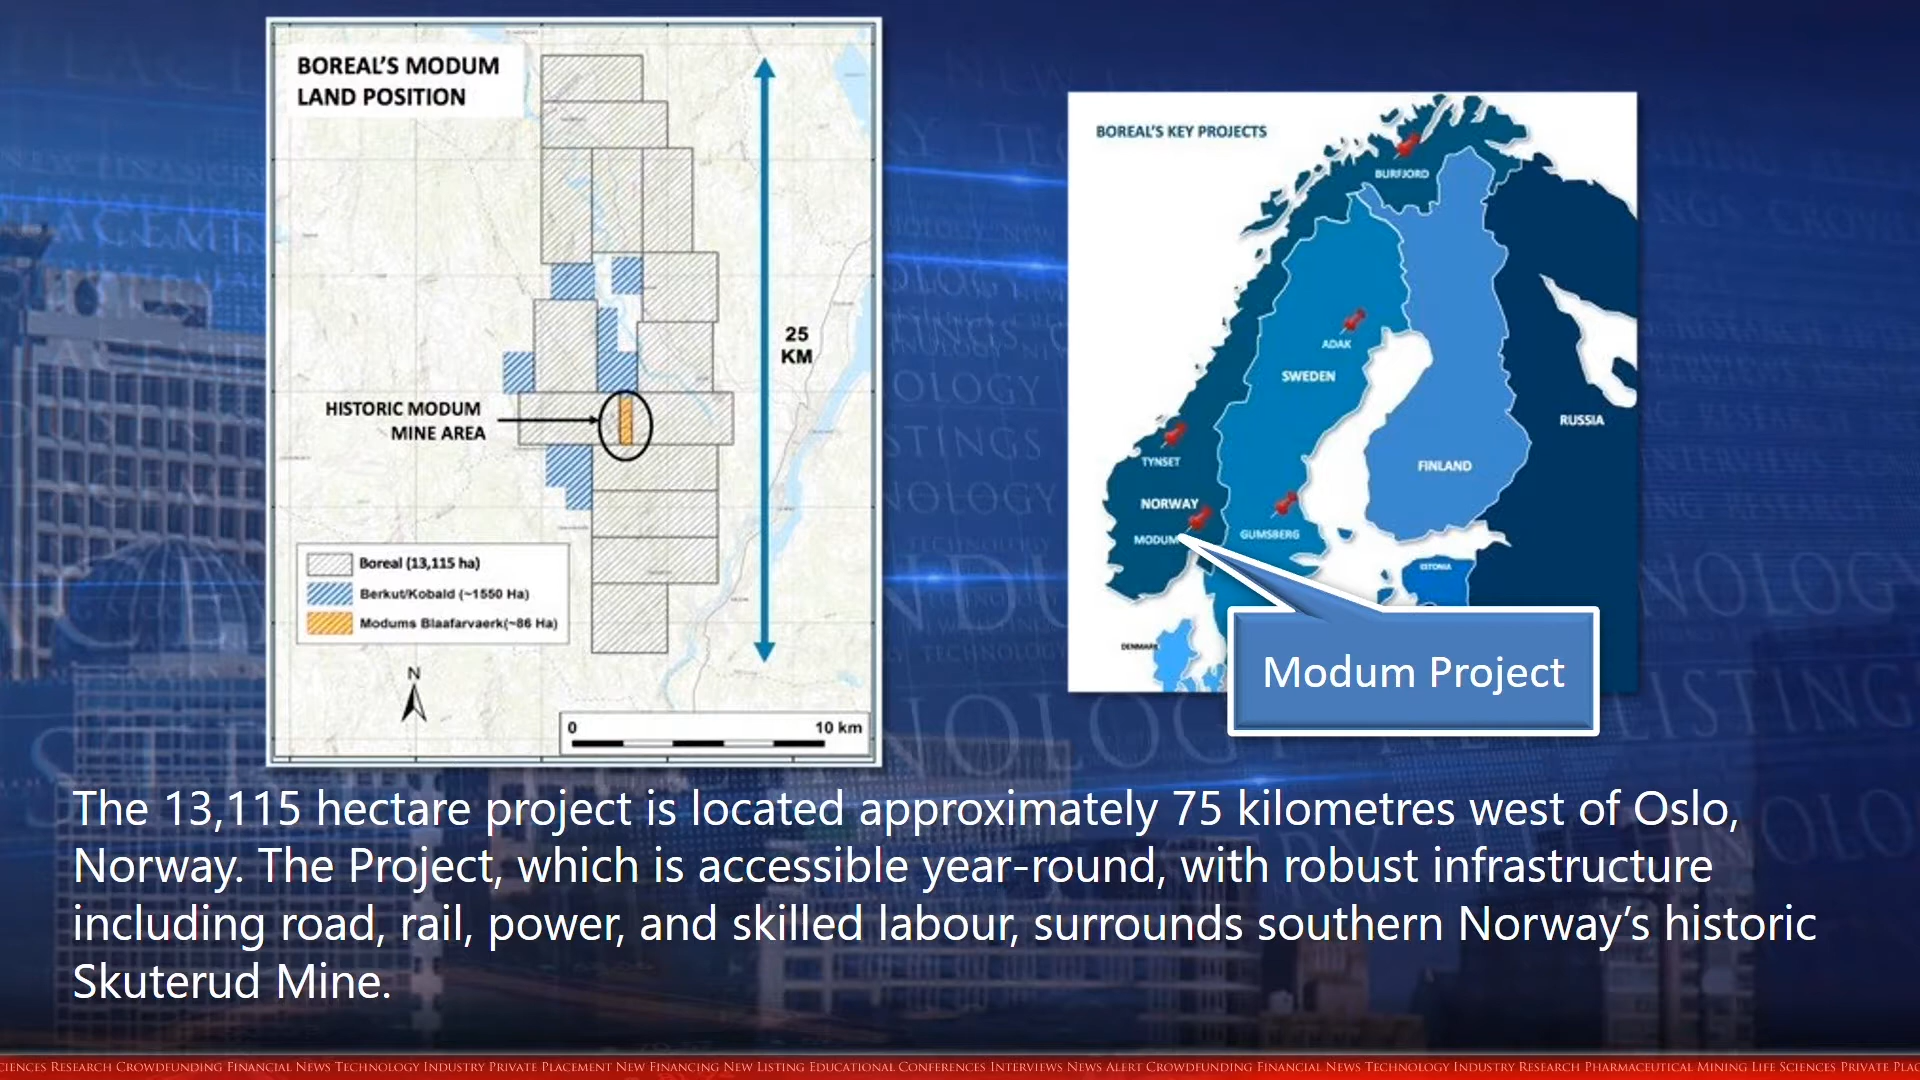 BOREAL'S MODUM
LAND POSITION
25
KM
HISTORIC MODUM
MINE AREA
Boreal (13,115 ha)
Berkut/Kobald (~1550 Ha)
Modums Blaafarvaerk(~86 Ha)
N
0 10 km
BOREAL'S KEY PROJECTS
BURFJORD
ADAK
SWEDEN
RUSSIA
TYNSET
FINLAND
NORWAY
GUMSBERG
MODUM
ESTONIA
DENMARK
Modum Project
The 13,115 hectare project is located approximately 75 kilometres west of Oslo,
Norway. The Project, which is accessible year-round, with robust infrastructure
including road, rail, power, and skilled labour, surrounds southern Norway's historic
Skuterud Mine.
CIENCES RESEARCH CROWDFUNDING FINANCIAL NEWS TECHNOLOGY INDUSTRY PRIVATE PLACEMENT NEW FINANCING NEW LISTING EDUCATIONAL CONFERENCES INTERVIEWS NEWS ALERT CROWDFUNDING FINANCIAL NEWS TECHNOLOGY INDUSTRY RESEARCH PHARMACEUTICAL MINING LIFE SCIENCES PRIVATE PLAC